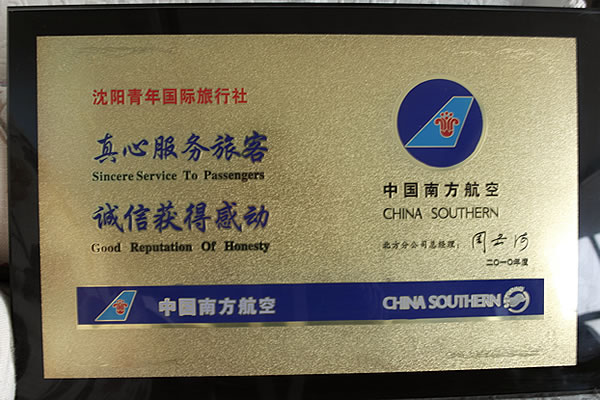 沈阳青年国际旅行社
真心服务旅客
Sincere Service To Passengers
诚信获得感动
Good Reputation Of Honesty
中国南方航空
CHINA SOUTHERN
北方分公司总经理：
二〇一〇年度
中国南方航空
CHINA SOUTHERN